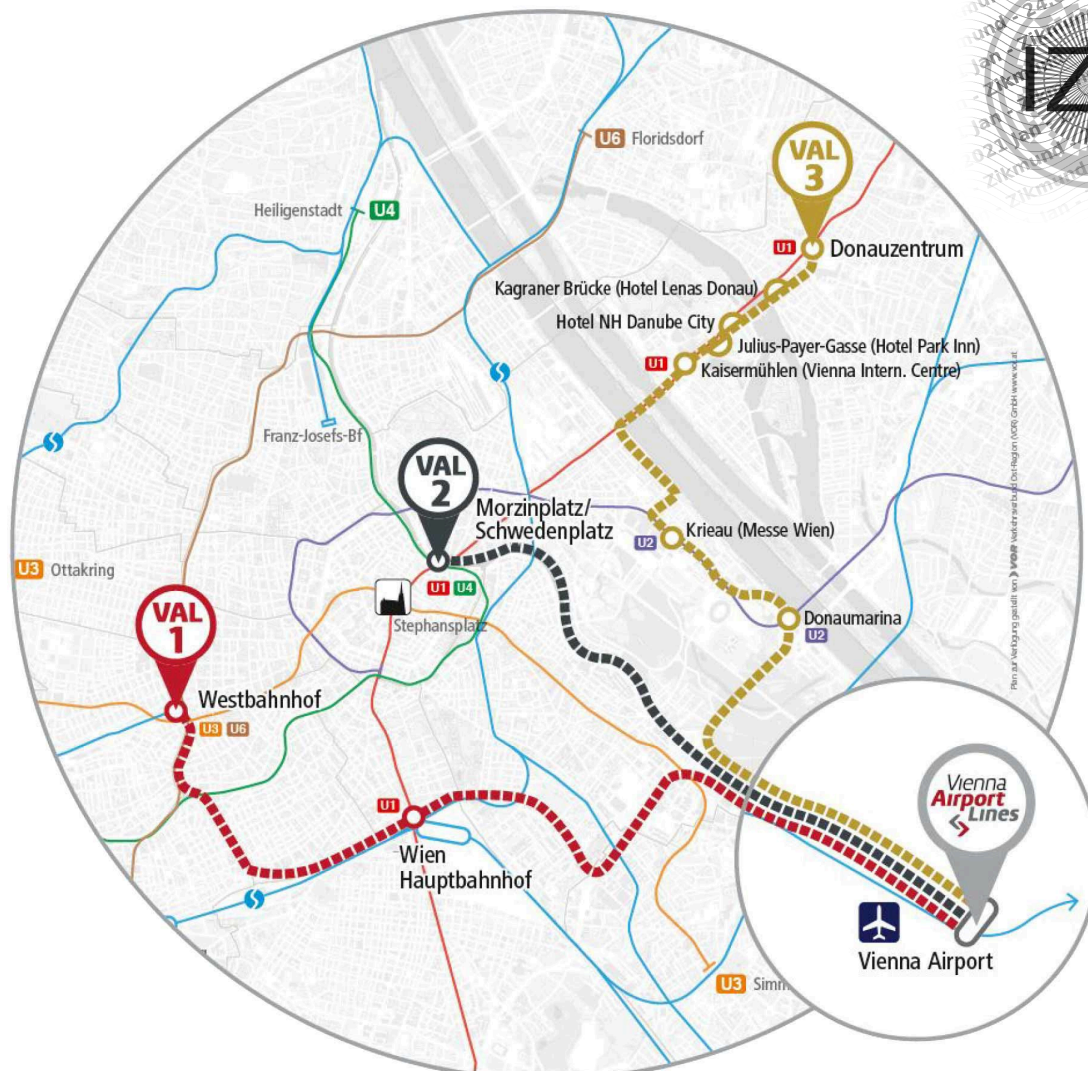 IZ
VAL
3
U6 Floridsdorf
Heiligenstadt U4
U1 Donauzentrum
Kagraner Brücke (Hotel Lenas Donau)
Hotel NH Danube City
Julius-Payer-Gasse (Hotel Park Inn)
U1 Kaisermühlen (Vienna Intern. Centre)
S
S
Franz-Josefs-Bf
VAL
2
Morzinplatz/
Schwedenplatz
U1 U4
U2 Krieau (Messe Wien)
U3 Ottakring
Stephansplatz
Donaumarina
U2
VAL
1
Westbahnhof
U3 U6
U1
Wien
Hauptbahnhof
S
Vienna
Airport
Lines
Vienna Airport
U3 Simm